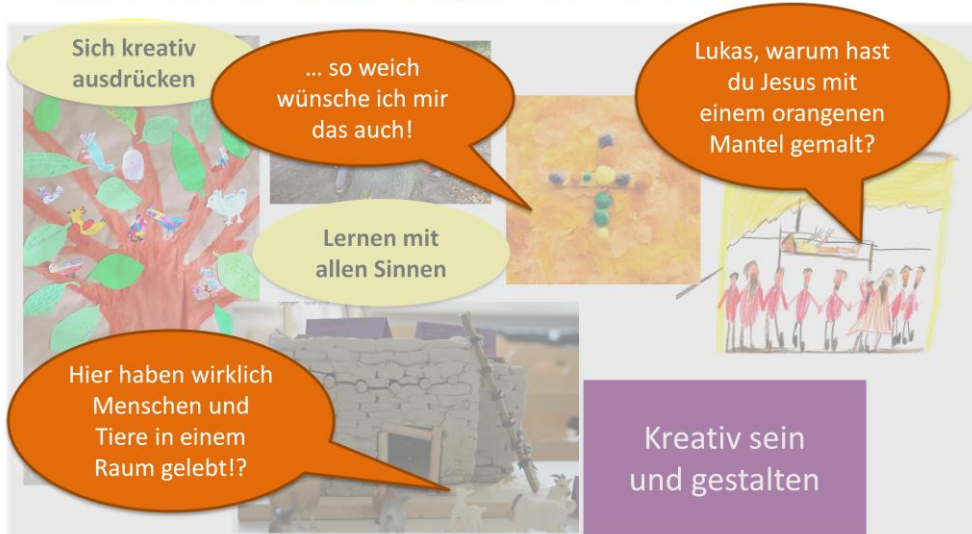 Sich kreativ
ausdrücken
… so weich
wünsche ich mir
das auch!
Lukas, warum hast
du Jesus mit
einem orangenen
Mantel gemalt?
Lernen mit
allen Sinnen
Hier haben wirklich
Menschen und
Tiere in einem
Raum gelebt!?
Kreativ sein
und gestalten